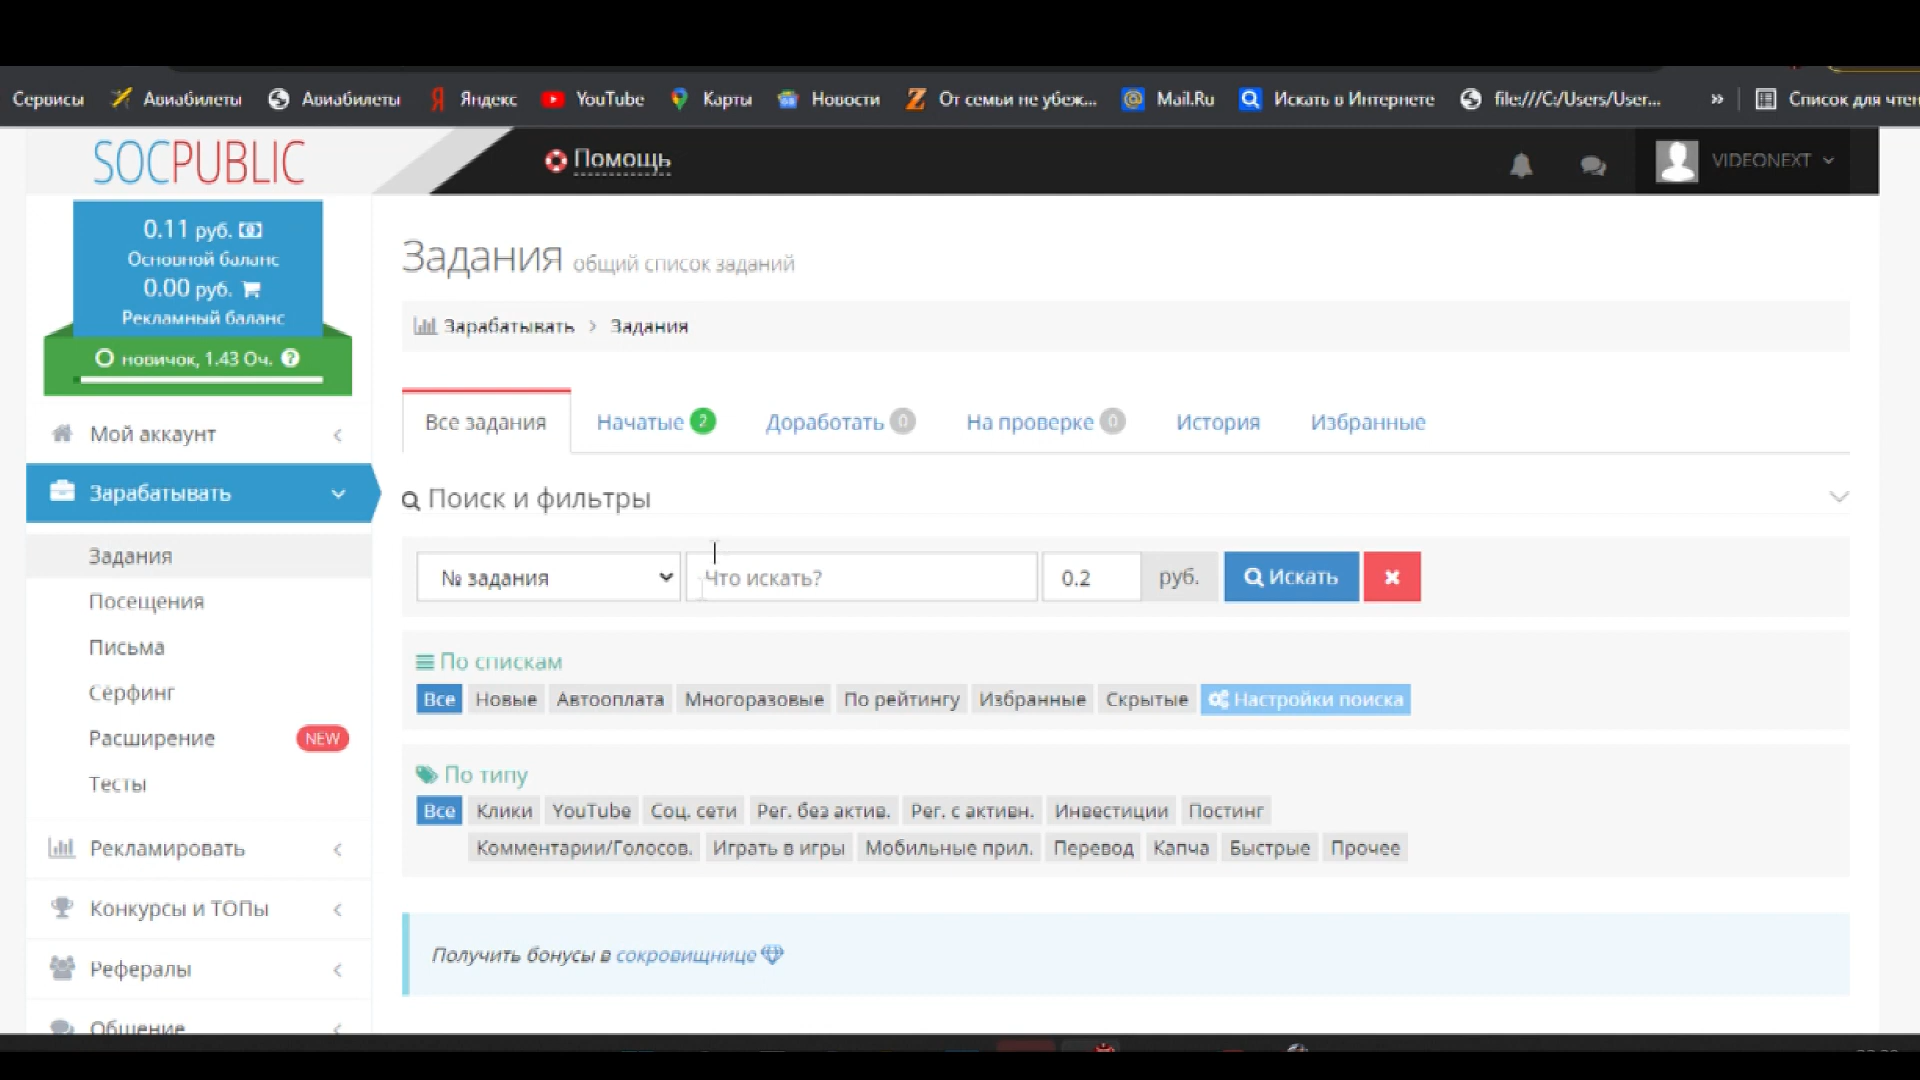 Сервисы Авиабилеты Авиабилеты Яндекс YouTube Карты Новости От семьи не убеж... Mail.Ru Искать в Интернете file:///C:/Users/User... » Список для чтен
SOCPUBLIC
Помощь
VIDEONEXT
0.11 руб.
Основной баланс
0.00 руб.
Рекламный баланс
новичок, 1.43 Оч.
Мой аккаунт
Зарабатывать
Задания
Посещения
Письма
Сёрфинг
Расширение NEW
Тесты
Рекламировать
Конкурсы и ТОПы
Рефералы
Общение
Задания общий список заданий
Зарабатывать > Задания
Все задания Начатые 2 Доработать 0 На проверке 0 История Избранные
Поиск и фильтры
№ задания Что искать? 0.2 руб. Искать
По спискам
Все Новые Автооплата Многоразовые По рейтингу Избранные Скрытые Настройки поиска
По типу
Все Клики YouTube Соц. сети Рег. без актив. Рег. с активн. Инвестиции Постинг
Комментарии/Голосов. Играть в игры Мобильные прил. Перевод Капча Быстрые Прочее
Получить бонусы в сокровищнице